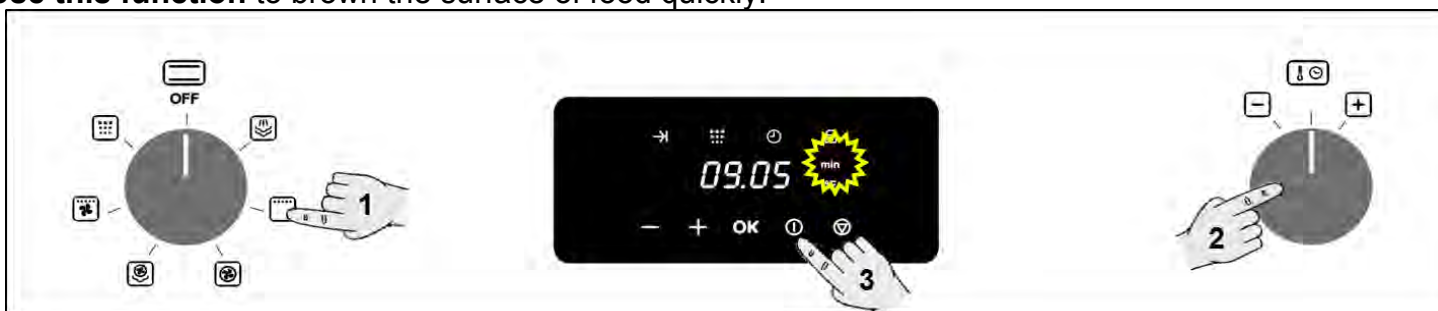 use this function to brown the surface of food quickly.
OFF
1
min
09.05
OK
3
2